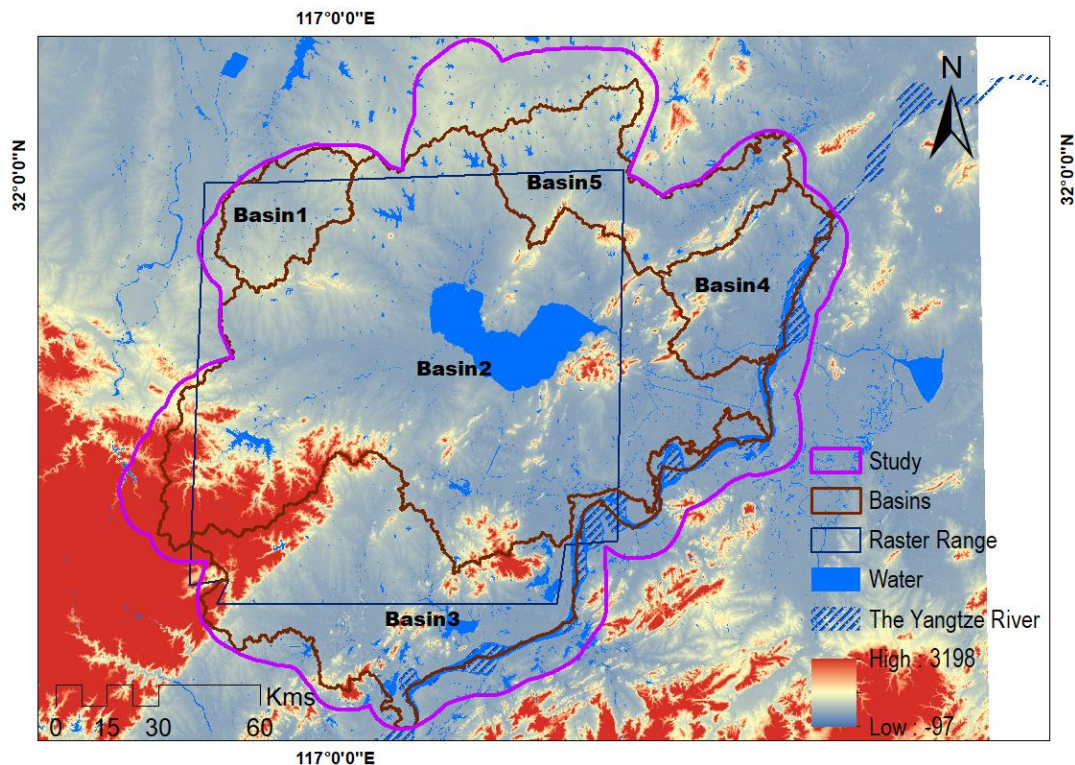 117°0'0"E
N
32°0'0"N
32°0'0"N
Basin1
Basin5
Basin4
Basin2
Basin3
Study
Basins
Raster Range
Water
The Yangtze River
High : 3198
Low : -97
Kms
0 15 30 60
117°0'0"E